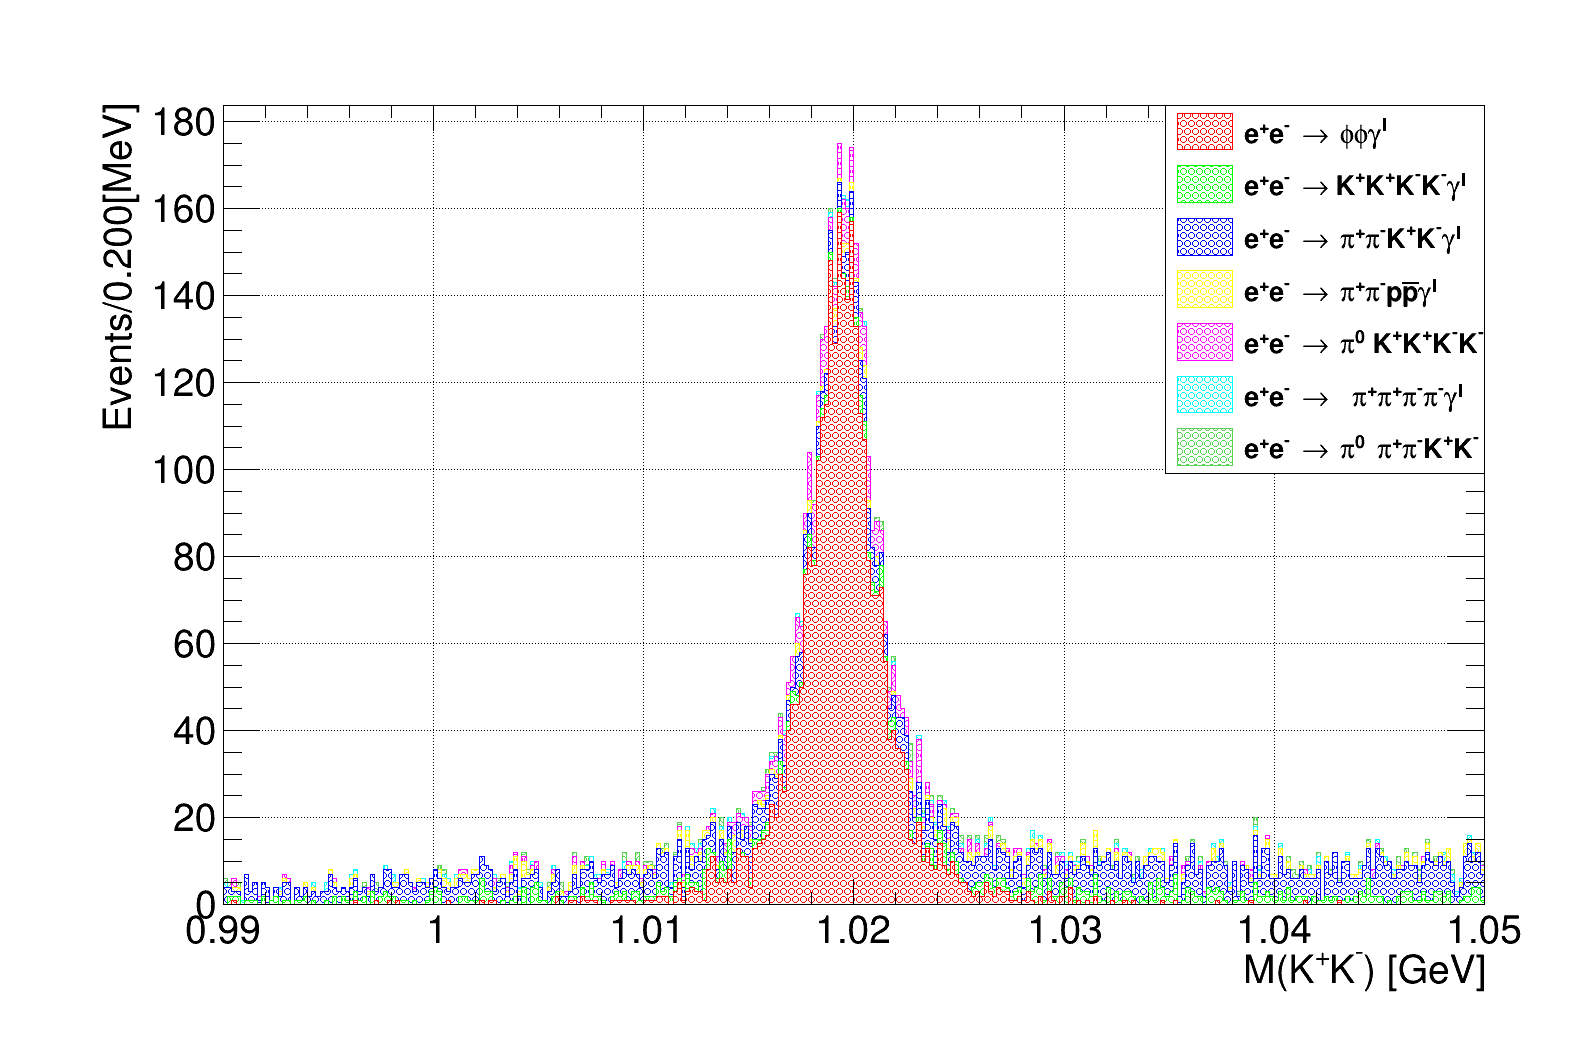 Events/0.200[MeV]
180
160
140
120
100
80
60
40
20
0
0.99
1
1.01
1.02
1.03
1.04
1.05
M(K⁺K⁻) [GeV]
e⁺e⁻ → ϕϕγᴵ
e⁺e⁻ → K⁺K⁺K⁻K⁻γᴵ
e⁺e⁻ → π⁺π⁻K⁺K⁻γᴵ
e⁺e⁻ → π⁺π⁻pp̅γᴵ
e⁺e⁻ → π⁰ K⁺K⁺K⁻K⁻
e⁺e⁻ → π⁺π⁺π⁻π⁻γᴵ
e⁺e⁻ → π⁰ π⁺π⁻K⁺K⁻